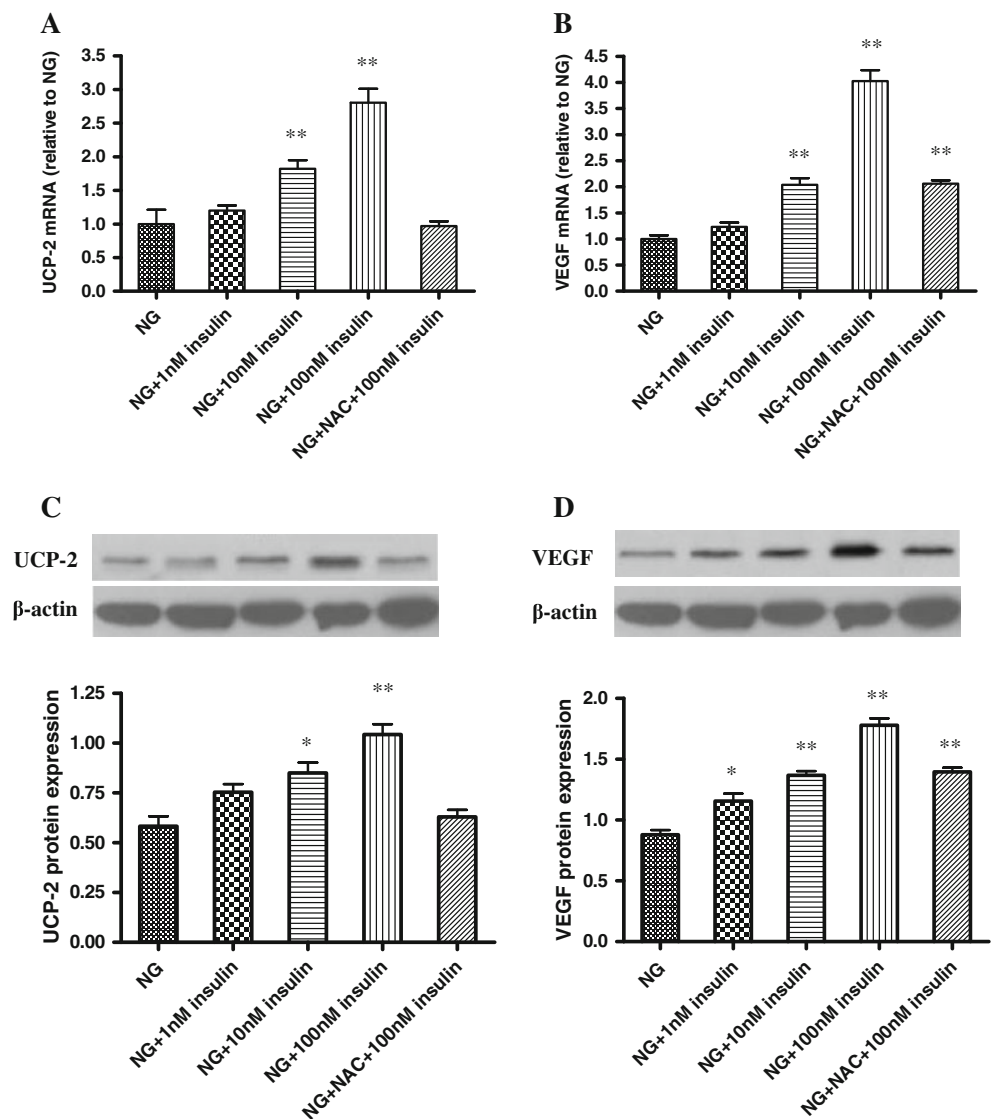 A
UCP-2 mRNA (relative to NG)
3.5
3.0
2.5
2.0
1.5
1.0
0.5
0.0
**
**
NG
NG+1nM insulin
NG+10nM insulin
NG+100nM insulin
NG+NAC+100nM insulin
B
VEGF mRNA (relative to NG)
4.5
4.0
3.5
3.0
2.5
2.0
1.5
1.0
0.5
0.0
**
**
**
NG
NG+1nM insulin
NG+10nM insulin
NG+100nM insulin
NG+NAC+100nM insulin
C
UCP-2
β-actin
UCP-2 protein expression
1.25
1.00
0.75
0.50
0.25
0.00
*
**
NG
NG+1nM insulin
NG+10nM insulin
NG+100nM insulin
NG+NAC+100nM insulin
D
VEGF
β-actin
VEGF protein expression
2.0
1.5
1.0
0.5
0.0
*
**
**
**
NG
NG+1nM insulin
NG+10nM insulin
NG+100nM insulin
NG+NAC+100nM insulin